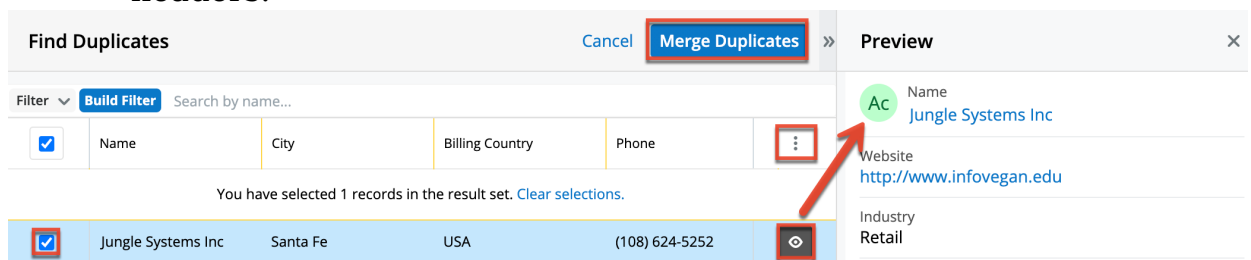 headers.
Find Duplicates
Cancel Merge Duplicates »
Filter Build Filter Search by name...
Name City Billing Country Phone
You have selected 1 records in the result set. Clear selections.
Jungle Systems Inc Santa Fe USA (108) 624-5252
Preview
Ac
Name
Jungle Systems Inc
Website
http://www.infovegan.edu
Industry
Retail